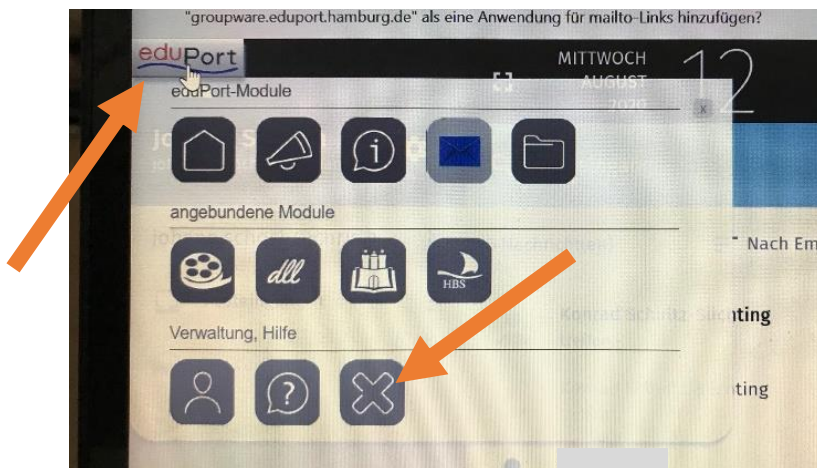 "groupware.eduport.hamburg.de" als eine Anwendung für mailto-Links hinzufügen?
eduPort
MITTWOCH
AUGUST
2020
12
eduPort-Module
x
angebundene Module
Nach Em
dll
HBS
Verwaltung, Hilfe
hting
ting